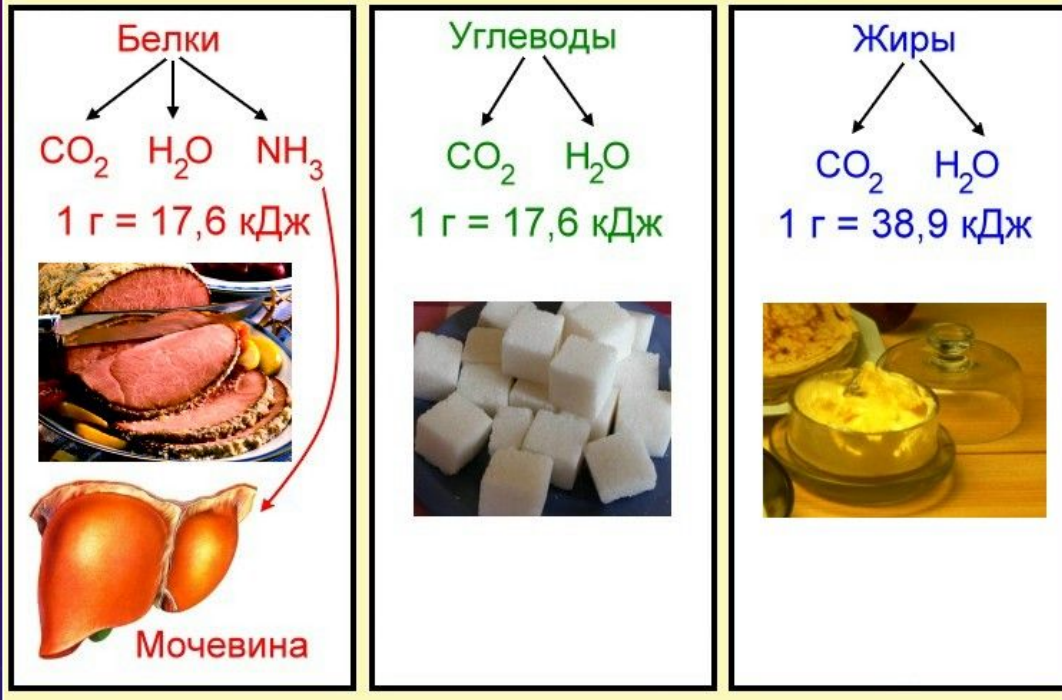 Белки
CO₂ H₂O NH₃
1 г = 17,6 кДж
Мочевина
Углеводы
CO₂ H₂O
1 г = 17,6 кДж
Жиры
CO₂ H₂O
1 г = 38,9 кДж